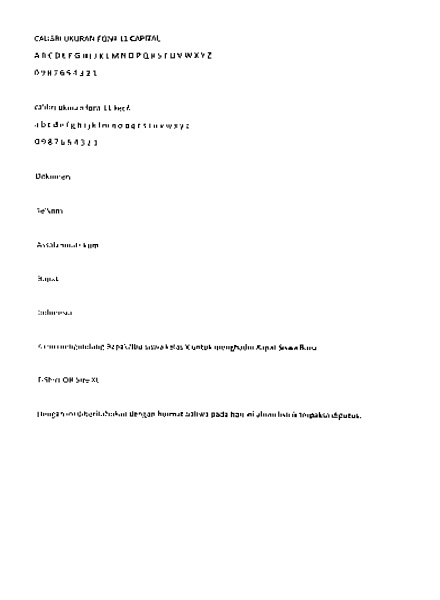 CALIBRI UKURAN FONT 11 CAPITAL
A B C D E F G H I J K L M N O P Q R S T U V W X Y Z
0 9 8 7 6 5 4 3 2 1
calibri ukuran font 11 kecil
a b c d e f g h i j k l m n o p q r s t u v w x y z
0 9 8 7 6 5 4 3 2 1
Dokumen
Telkom
Assalamualaikum
Rapat
Indonesia
Kami mengundang Bapak/Ibu siswa kelas X untuk menghadiri Rapat Siswa Baru
T-Shirt OR Size XL
Dengan ini diberitahukan dengan hormat bahwa pada hari ini aliran listrik terpaksa diputus.